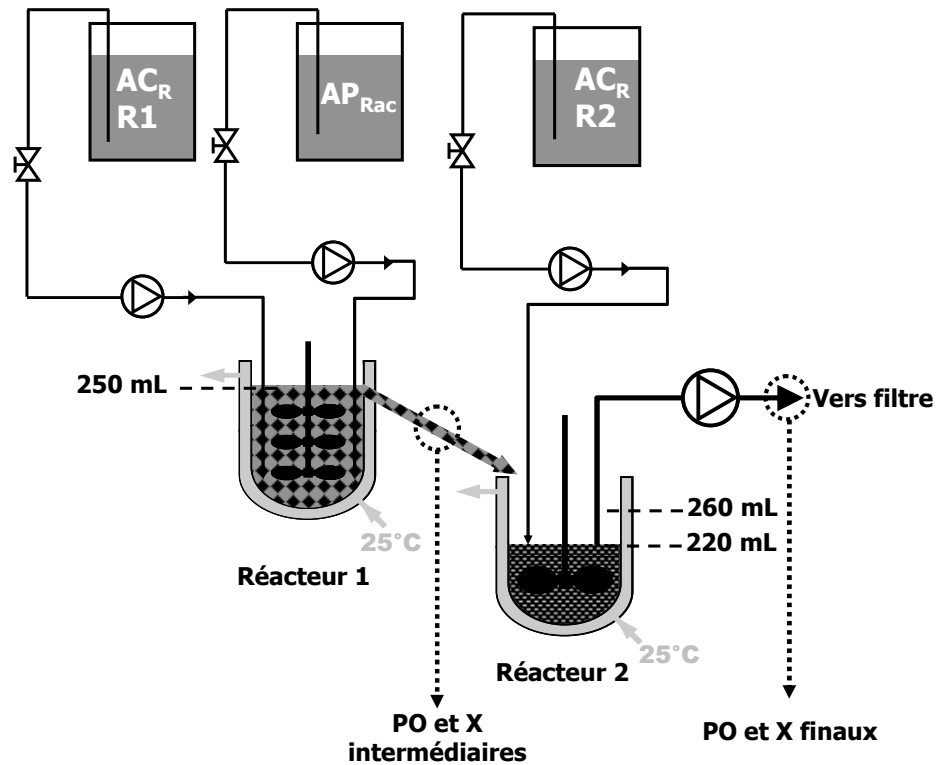 AC_R
R1
AP_Rac
AC_R
R2
250 mL
25°C
Réacteur 1
Vers filtre
260 mL
220 mL
25°C
Réacteur 2
PO et X
intermédiaires
PO et X finaux